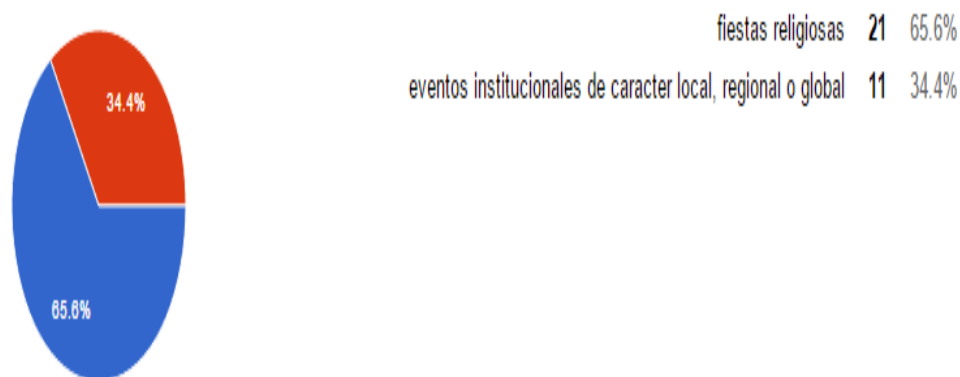 fiestas religiosas 21 65.6%
eventos institucionales de caracter local, regional o global 11 34.4%
34.4%
65.6%